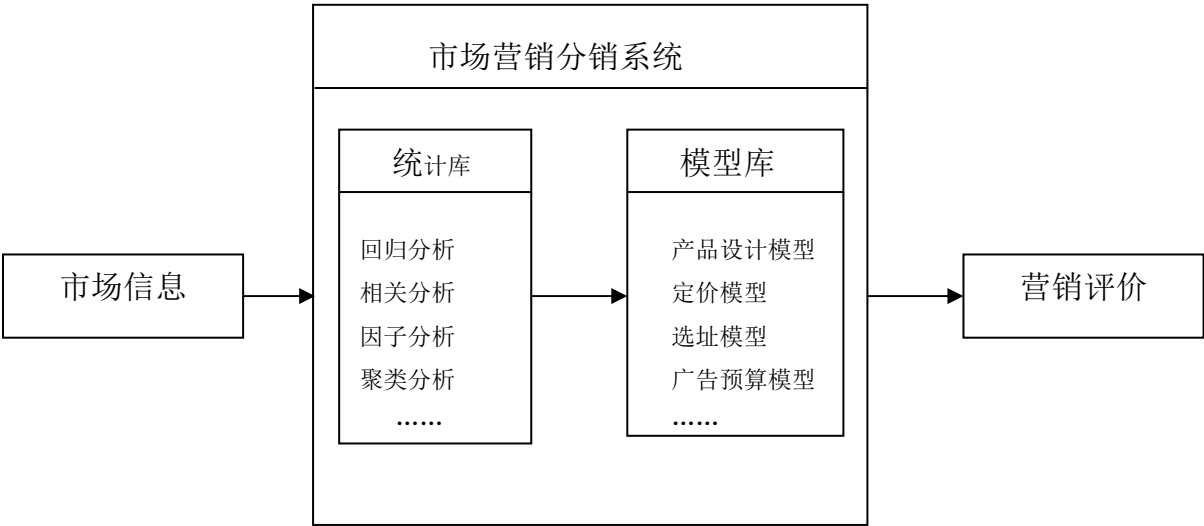 市场营销分销系统
统计库
模型库
市场信息
回归分析
相关分析
因子分析
聚类分析
……
产品设计模型
定价模型
选址模型
广告预算模型
……
营销评价